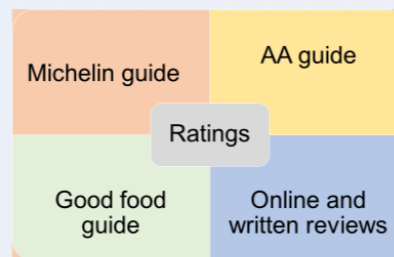 Michelin guide
AA guide
Ratings
Good food
guide
Online and
written reviews